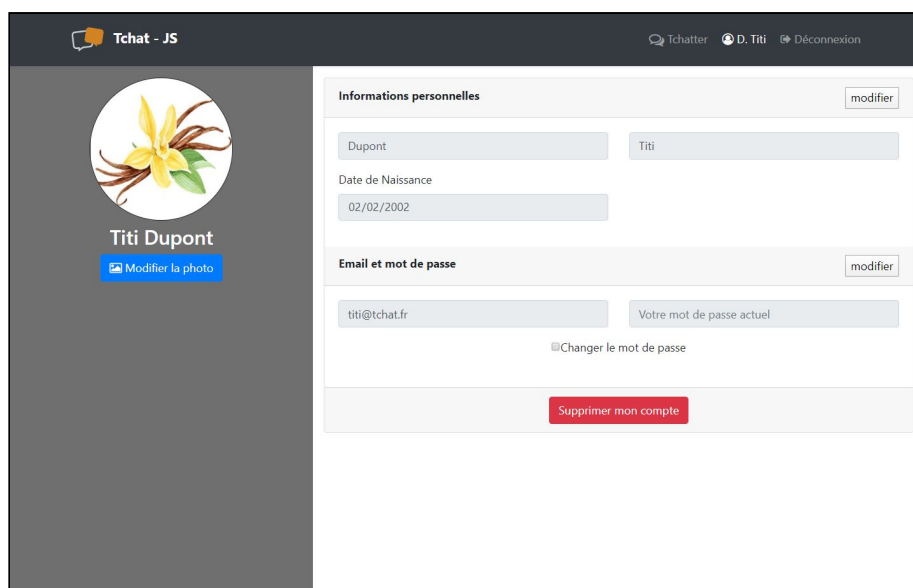 Tchat - JS
Tchatter D. Titi Déconnexion
Titi Dupont
Modifier la photo
Informations personnelles
modifier
Dupont
Titi
Date de Naissance
02/02/2002
Email et mot de passe
modifier
titi@tchat.fr
Votre mot de passe actuel
Changer le mot de passe
Supprimer mon compte